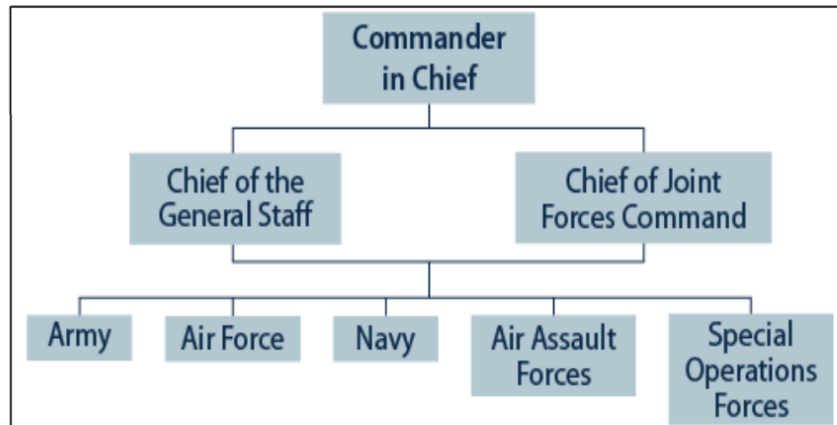 Commander
in Chief
Chief of the
General Staff
Chief of Joint
Forces Command
Army
Air Force
Navy
Air Assault
Forces
Special
Operations
Forces